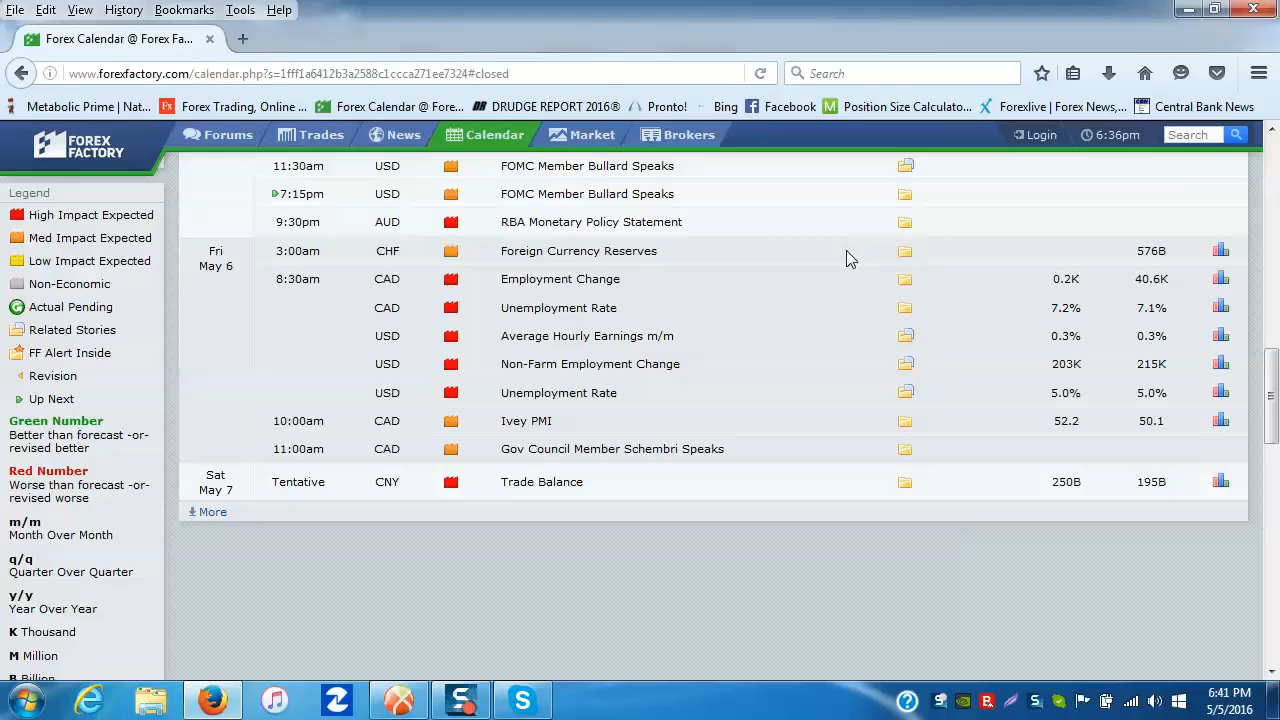 File Edit View History Bookmarks Tools Help
Forex Calendar @ Forex Fa...
www.forexfactory.com/calendar.php?s=1fff1a6412b3a2588c1ccca271ee7324#closed
Search
Metabolic Prime | Nat... Forex Trading, Online ... Forex Calendar @ Fore... DRUDGE REPORT 2016® Pronto! Bing Facebook Position Size Calculato... Forexlive | Forex News,... Central Bank News
FOREX FACTORY
Forums Trades News Calendar Market Brokers Login 6:36pm Search
Legend
High Impact Expected
Med Impact Expected
Low Impact Expected
Non-Economic
Actual Pending
Related Stories
FF Alert Inside
Revision
Up Next
Green Number
Better than forecast -or-
revised better
Red Number
Worse than forecast -or-
revised worse
m/m
Month Over Month
q/q
Quarter Over Quarter
y/y
Year Over Year
K Thousand
M Million
B Billion
11:30am USD FOMC Member Bullard Speaks
7:15pm USD FOMC Member Bullard Speaks
9:30pm AUD RBA Monetary Policy Statement
Fri
May 6
3:00am CHF Foreign Currency Reserves 576B
8:30am CAD Employment Change 0.2K 40.6K
CAD Unemployment Rate 7.2% 7.1%
USD Average Hourly Earnings m/m 0.3% 0.3%
USD Non-Farm Employment Change 203K 215K
USD Unemployment Rate 5.0% 5.0%
10:00am CAD Ivey PMI 52.2 50.1
11:00am CAD Gov Council Member Schembri Speaks
Sat
May 7
Tentative CNY Trade Balance 250B 195B
More
6:41 PM
5/5/2016